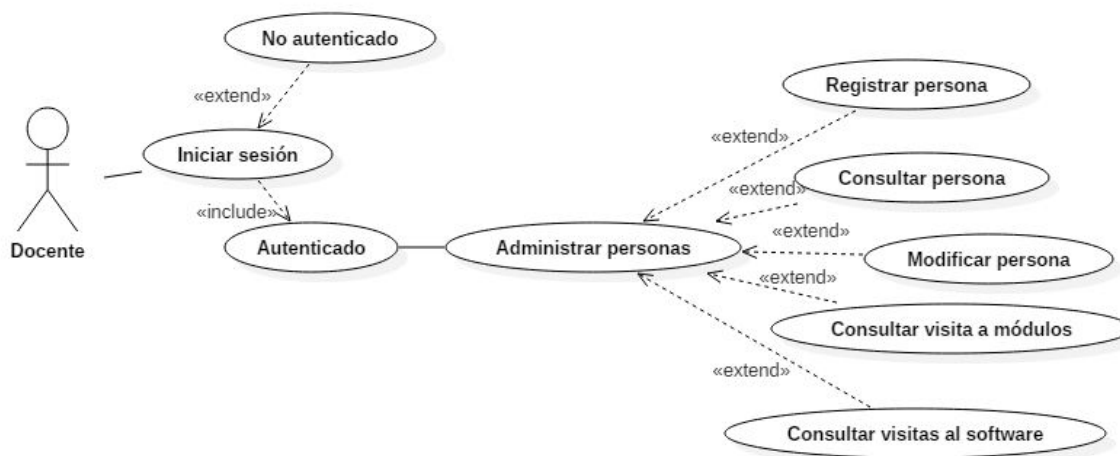 No autenticado
«extend»
Iniciar sesión
Docente
«include»
Autenticado
Administrar personas
Registrar persona
«extend»
Consultar persona
«extend»
Modificar persona
«extend»
Consultar visita a módulos
«extend»
Consultar visitas al software
«extend»